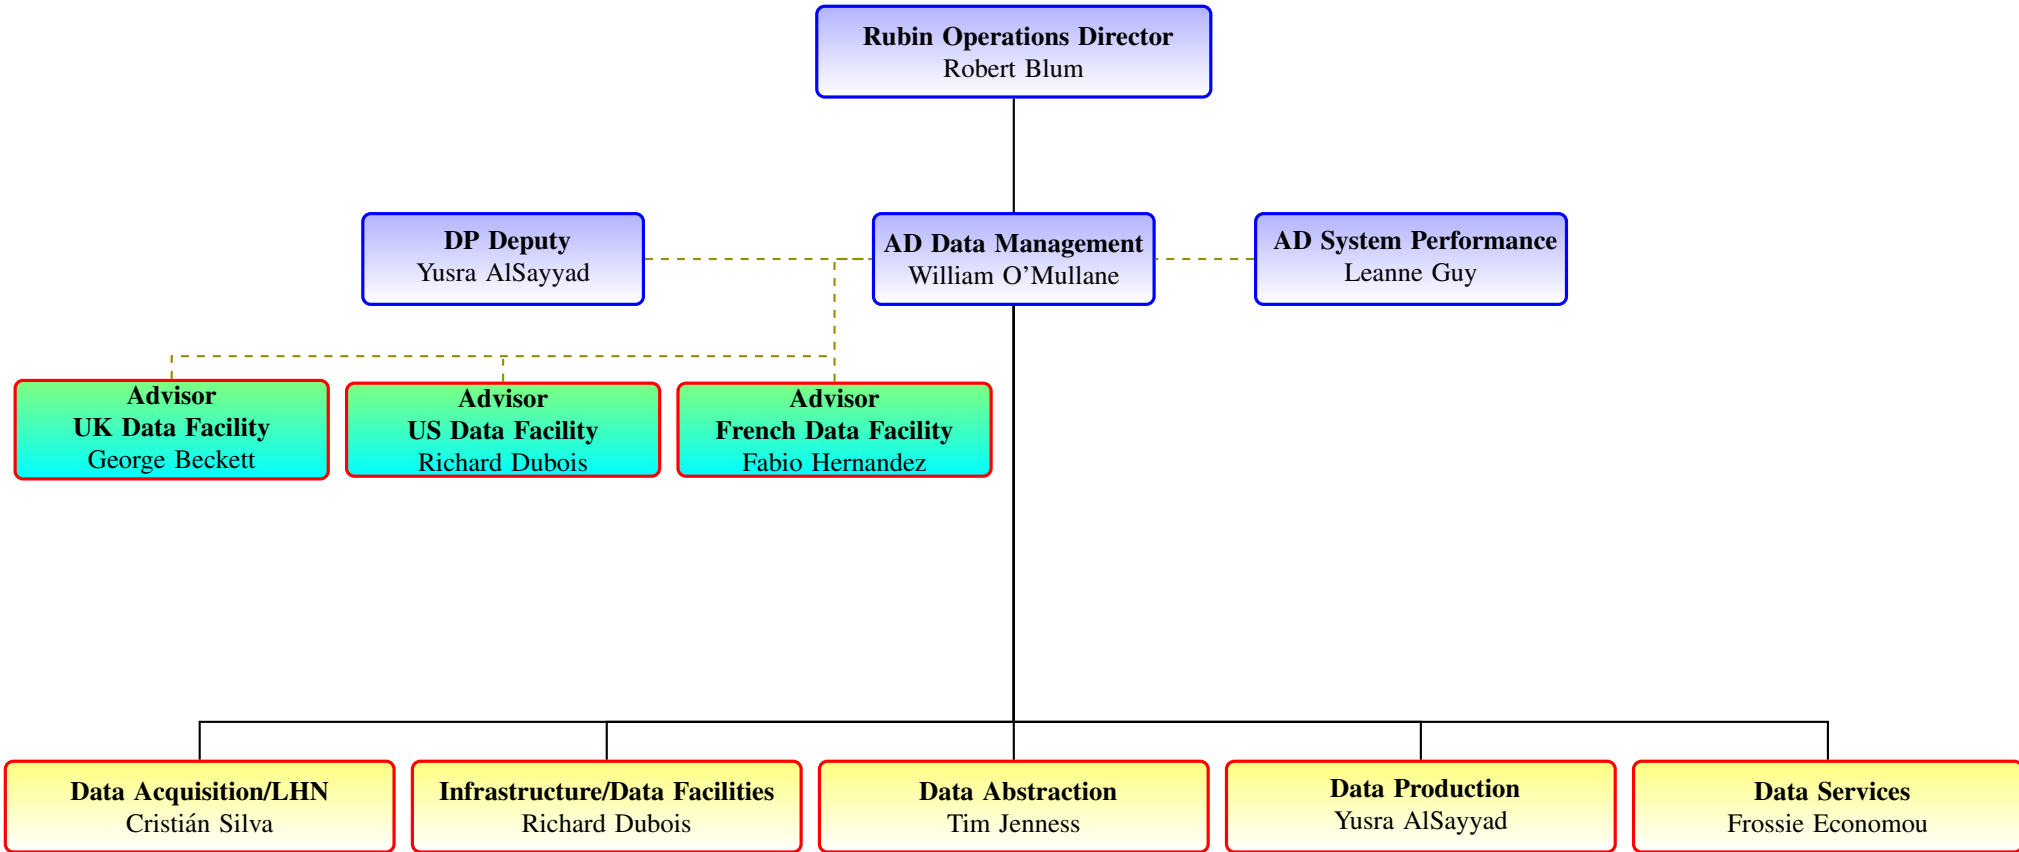 Rubin Operations Director
Robert Blum
DP Deputy
Yusra AlSayyad
AD Data Management
William O’Mullane
AD System Performance
Leanne Guy
Advisor
UK Data Facility
George Beckett
Advisor
US Data Facility
Richard Dubois
Advisor
French Data Facility
Fabio Hernandez
Data Acquisition/LHN
Cristián Silva
Infrastructure/Data Facilities
Richard Dubois
Data Abstraction
Tim Jenness
Data Production
Yusra AlSayyad
Data Services
Frossie Economou